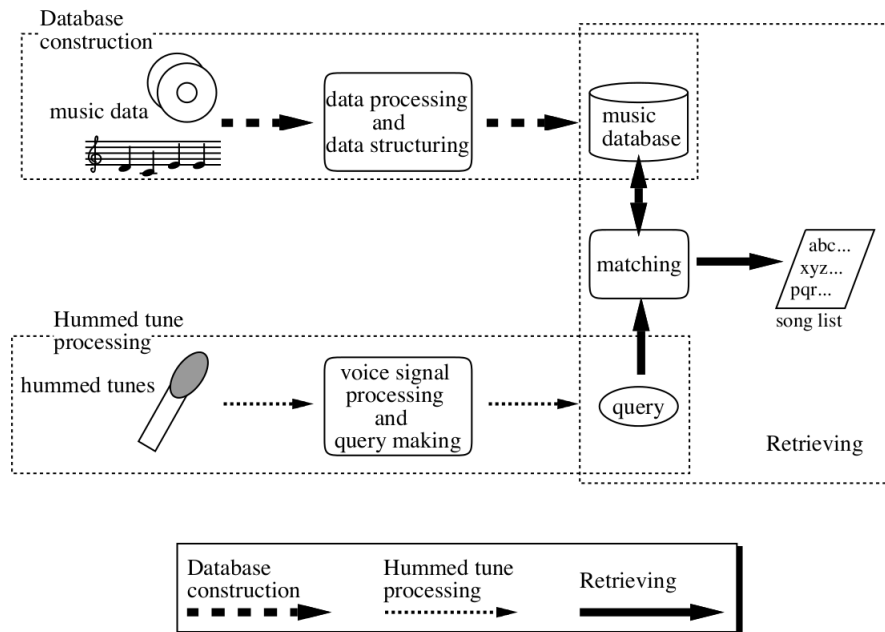 Database
construction
music data
data processing
and
data structuring
music
database
matching
abc...
xyz...
pqr...
song list
Hummed tune
processing
hummed tunes
voice signal
processing
and
query making
query
Retrieving
Database
construction
Hummed tune
processing
Retrieving